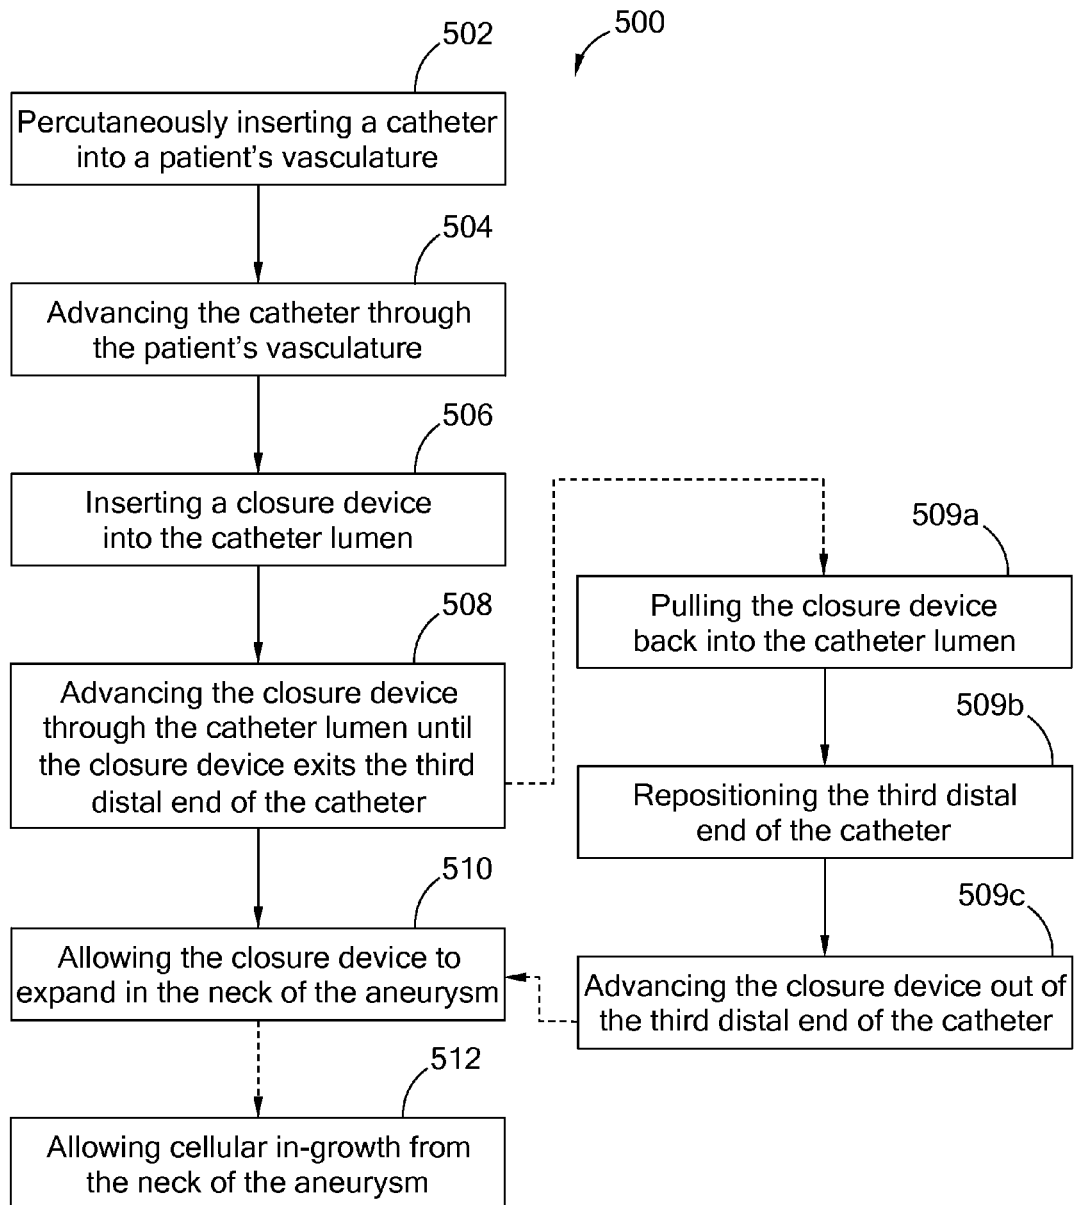 500
502
Percutaneously inserting a catheter
into a patient's vasculature
504
Advancing the catheter through
the patient's vasculature
506
Inserting a closure device
into the catheter lumen
508
Advancing the closure device
through the catheter lumen until
the closure device exits the third
distal end of the catheter
509a
Pulling the closure device
back into the catheter lumen
509b
Repositioning the third distal
end of the catheter
509c
Advancing the closure device out of
the third distal end of the catheter
510
Allowing the closure device to
expand in the neck of the aneurysm
512
Allowing cellular in-growth from
the neck of the aneurysm